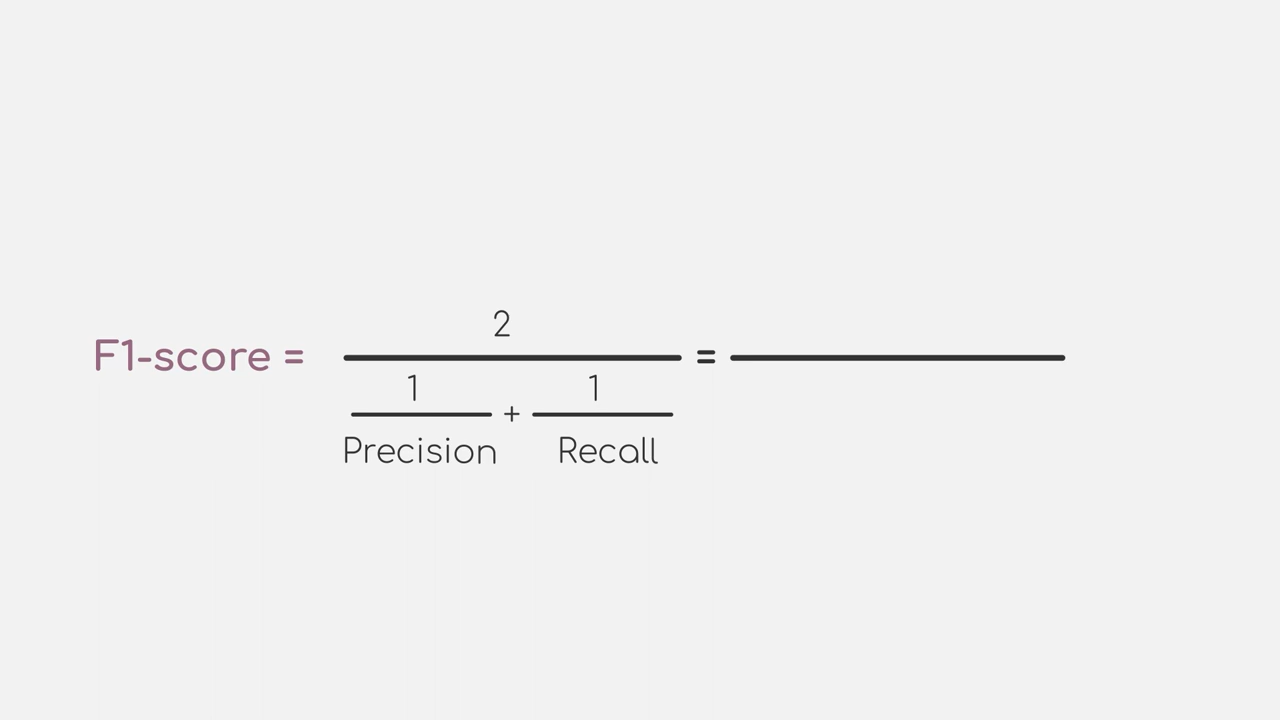 F1-score =
2
=
1
+
1
Precision
Recall